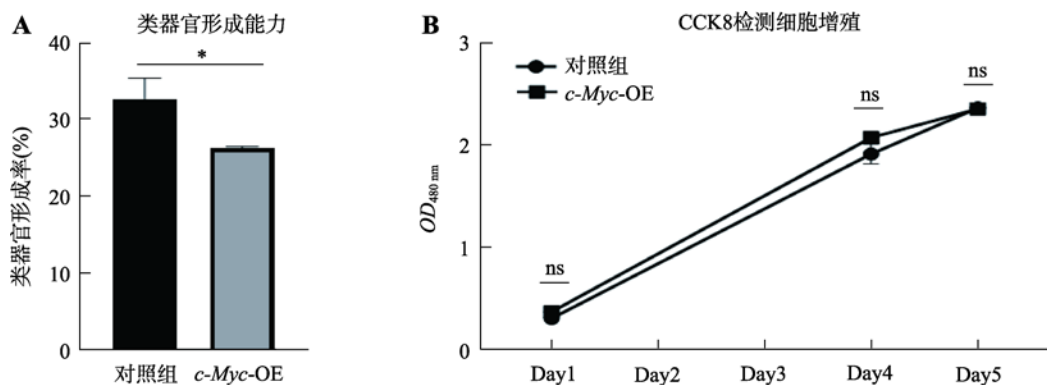 A 类器官形成能力
类器官形成率(%)
40
30
20
10
0
*
对照组 c-Myc-OE
B CCK8检测细胞增殖
OD480 nm
3
2
1
0
对照组
c-Myc-OE
ns
ns
ns
Day1 Day2 Day3 Day4 Day5